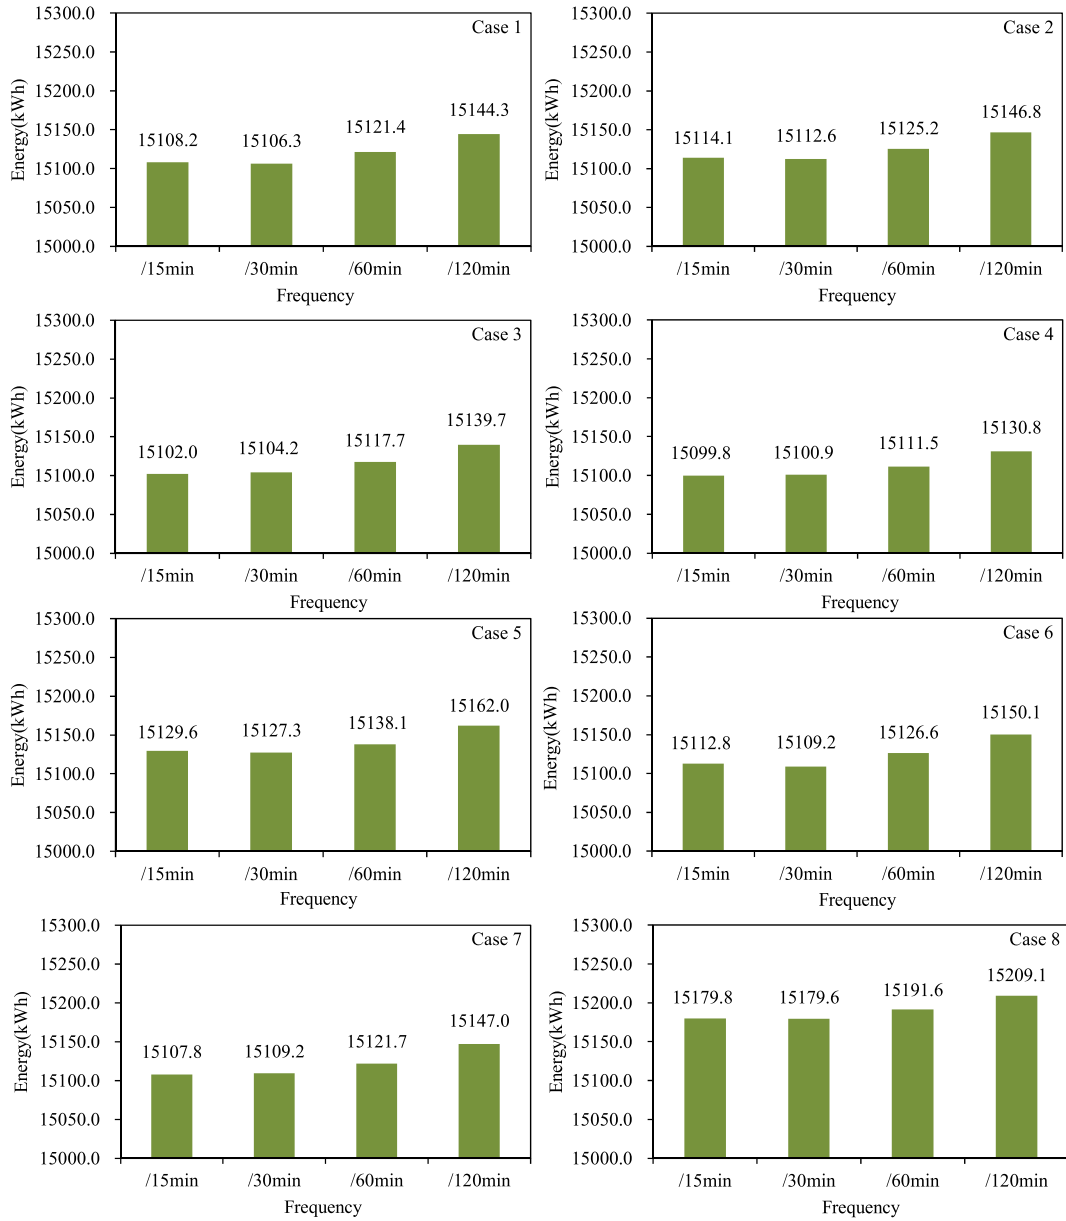 Case 1
Energy(kWh)
15300.0
15250.0
15200.0
15150.0
15100.0
15050.0
15000.0
15108.2
15106.3
15121.4
15144.3
/15min /30min /60min /120min
Frequency
Case 2
Energy(kWh)
15300.0
15250.0
15200.0
15150.0
15100.0
15050.0
15000.0
15114.1
15112.6
15125.2
15146.8
/15min /30min /60min /120min
Frequency
Case 3
Energy(kWh)
15300.0
15250.0
15200.0
15150.0
15100.0
15050.0
15000.0
15102.0
15104.2
15117.7
15139.7
/15min /30min /60min /120min
Frequency
Case 4
Energy(kWh)
15300.0
15250.0
15200.0
15150.0
15100.0
15050.0
15000.0
15099.8
15100.9
15111.5
15130.8
/15min /30min /60min /120min
Frequency
Case 5
Energy(kWh)
15300.0
15250.0
15200.0
15150.0
15100.0
15050.0
15000.0
15129.6
15127.3
15138.1
15162.0
/15min /30min /60min /120min
Frequency
Case 6
Energy(kWh)
15300.0
15250.0
15200.0
15150.0
15100.0
15050.0
15000.0
15112.8
15109.2
15126.6
15150.1
/15min /30min /60min /120min
Frequency
Case 7
Energy(kWh)
15300.0
15250.0
15200.0
15150.0
15100.0
15050.0
15000.0
15107.8
15109.2
15121.7
15147.0
/15min /30min /60min /120min
Frequency
Case 8
Energy(kWh)
15300.0
15250.0
15200.0
15150.0
15100.0
15050.0
15000.0
15179.8
15179.6
15191.6
15209.1
/15min /30min /60min /120min
Frequency